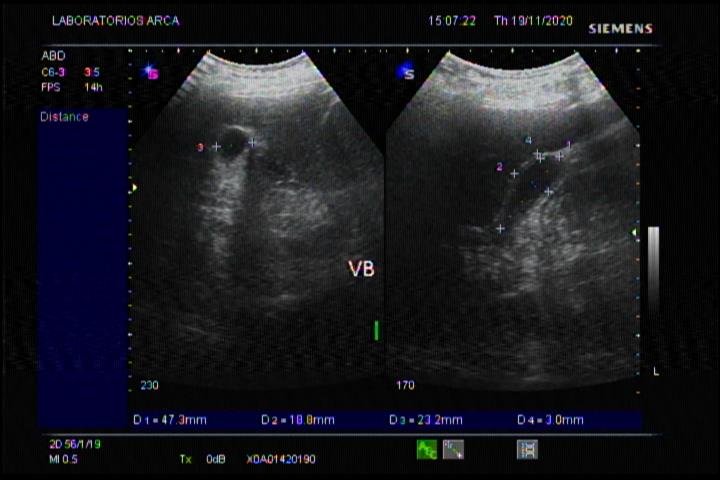 LABORATORIOS ARCA
15:07:22 Th 19/11/2020
SIEMENS
ABD
C6-3 3.5
FPS 14h
Distance
S
S
3
4 1
2
VB
230
170
L
D1=47.3mm D2=18.8mm D3=23.2mm D4=3.0mm
2D 56/1/19
MI 0.5 Tx 0dB X0A01420190